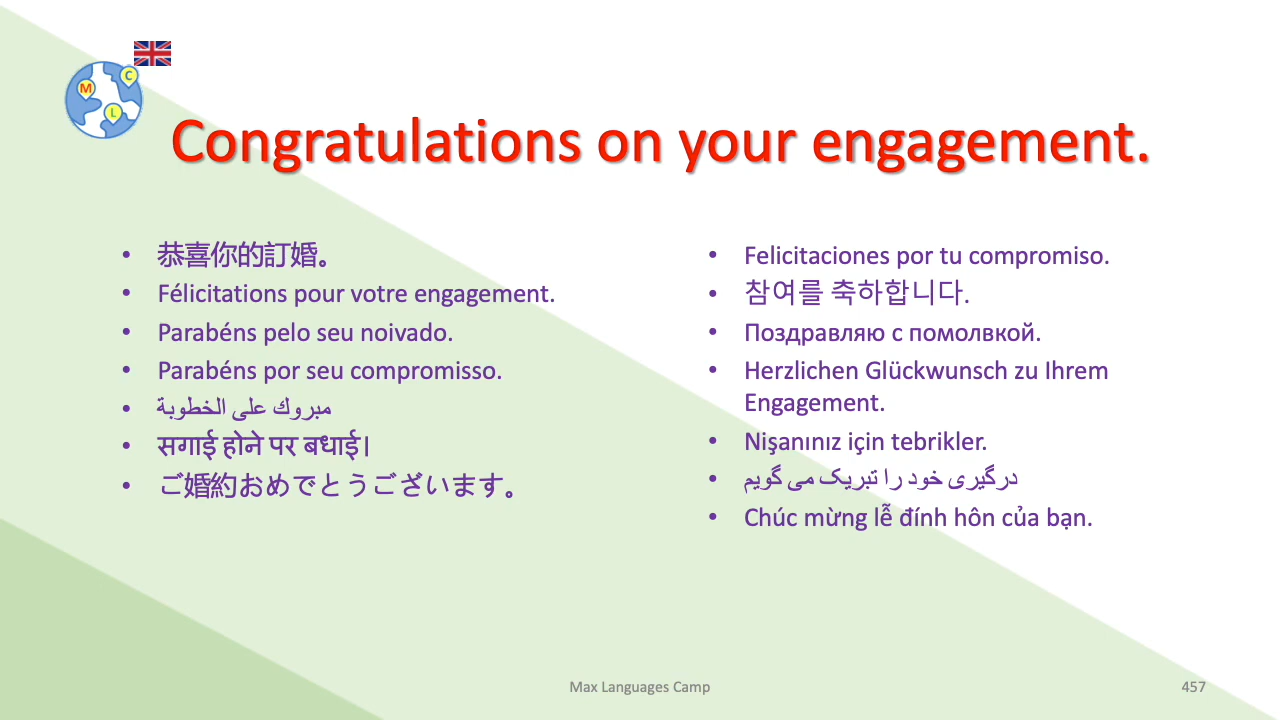 M
C
L
Congratulations on your engagement.
• 恭喜你的訂婚。
• Félicitations pour votre engagement.
• Parabéns pelo seu noivado.
• Parabéns por seu compromisso.
• مبروك على الخطوبة
• सगाई होने पर बधाई।
• ご婚約おめでとうございます。
• Felicitaciones por tu compromiso.
• 참여를 축하합니다.
• Поздравляю с помолвкой.
• Herzlichen Glückwunsch zu Ihrem
Engagement.
• Nişanınız için tebrikler.
• درگیری خود را تبریک می گویم
• Chúc mừng lễ đính hôn của bạn.
Max Languages Camp
457